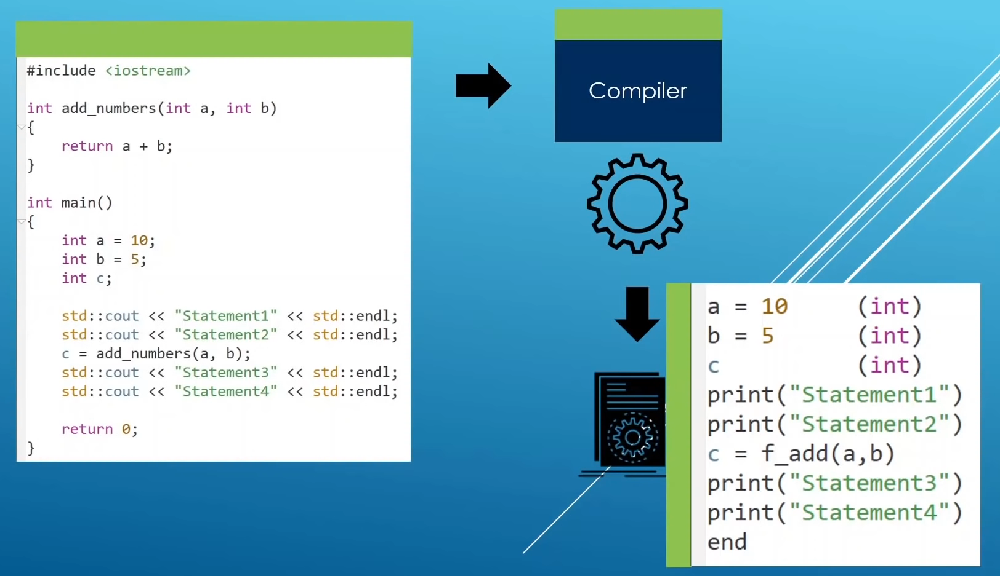 #include <iostream>
int add_numbers(int a, int b)
{
    return a + b;
}
int main()
{
    int a = 10;
    int b = 5;
    int c;
    std::cout << "Statement1" << std::endl;
    std::cout << "Statement2" << std::endl;
    c = add_numbers(a, b);
    std::cout << "Statement3" << std::endl;
    std::cout << "Statement4" << std::endl;
    return 0;
}
Compiler
a = 10 (int)
b = 5 (int)
c (int)
print("Statement1")
print("Statement2")
c = f_add(a,b)
print("Statement3")
print("Statement4")
end